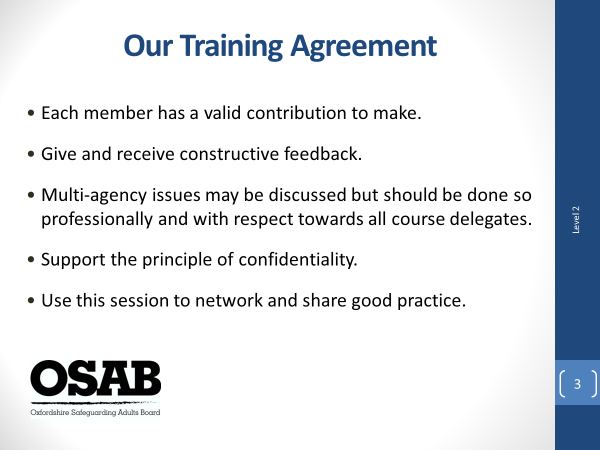 Our Training Agreement
• Each member has a valid contribution to make.
• Give and receive constructive feedback.
• Multi-agency issues may be discussed but should be done so
professionally and with respect towards all course delegates.
• Support the principle of confidentiality.
• Use this session to network and share good practice.
Level 2
3
OSAB
Oxfordshire Safeguarding Adults Board